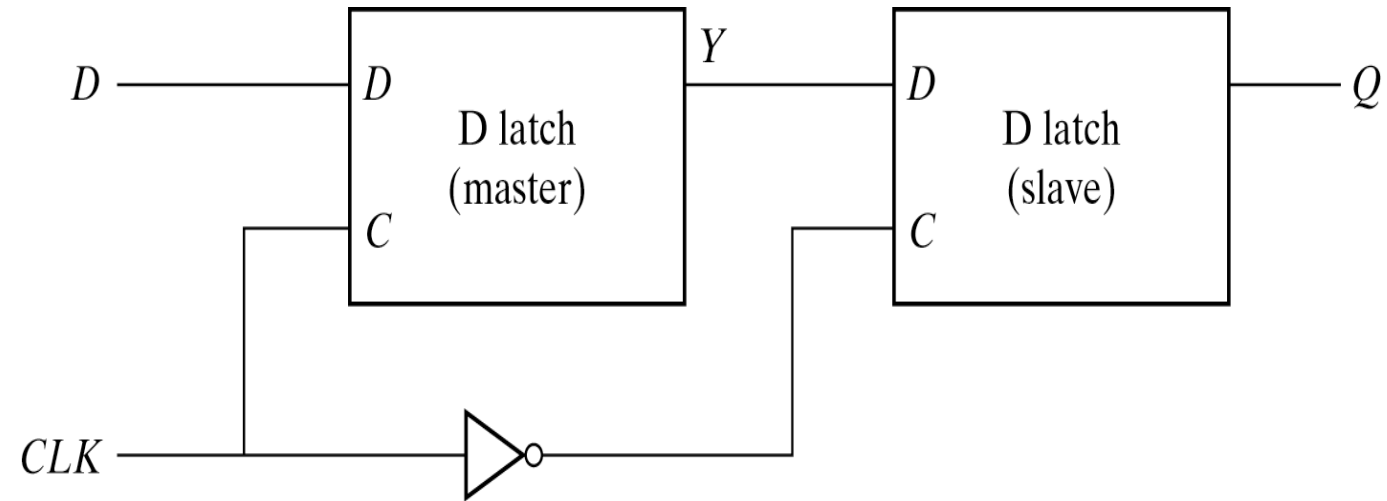 D
D
D latch
(master)
C
Y
D
D latch
(slave)
C
Q
CLK